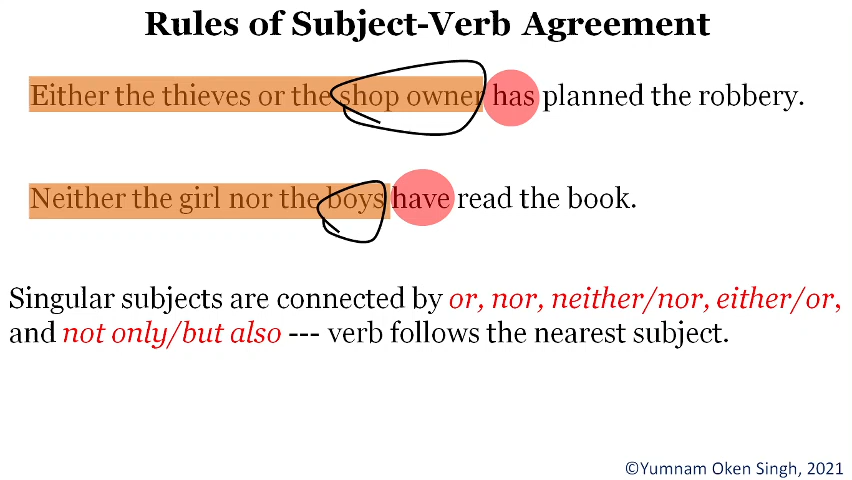 Rules of Subject-Verb Agreement
Either the thieves or the shop owner has planned the robbery.
Neither the girl nor the boys have read the book.
Singular subjects are connected by or, nor, neither/nor, either/or,
and not only/but also --- verb follows the nearest subject.
©Yumnam Oken Singh, 2021